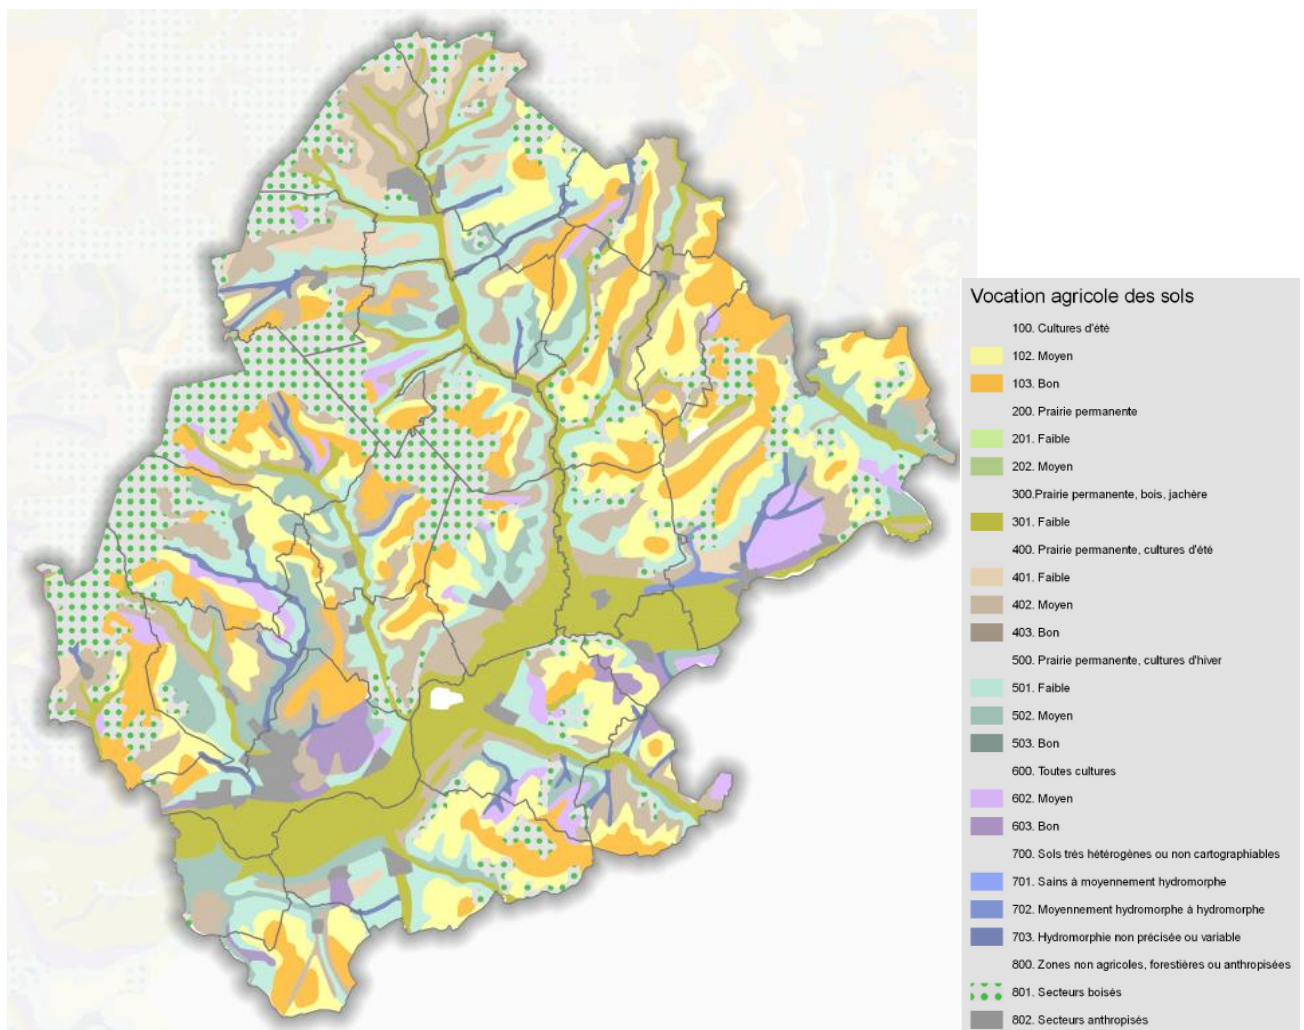 Vocation agricole des sols
100. Cultures d'été
102. Moyen
103. Bon
200. Prairie permanente
201. Faible
202. Moyen
300.Prairie permanente, bois, jachère
301. Faible
400. Prairie permanente, cultures d'été
401. Faible
402. Moyen
403. Bon
500. Prairie permanente, cultures d'hiver
501. Faible
502. Moyen
503. Bon
600. Toutes cultures
602. Moyen
603. Bon
700. Sols très hétérogènes ou non cartographiables
701. Sains à moyennement hydromorphe
702. Moyennement hydromorphe à hydromorphe
703. Hydromorphie non précisée ou variable
800. Zones non agricoles, forestières ou anthropisées
801. Secteurs boisés
802. Secteurs anthropisés